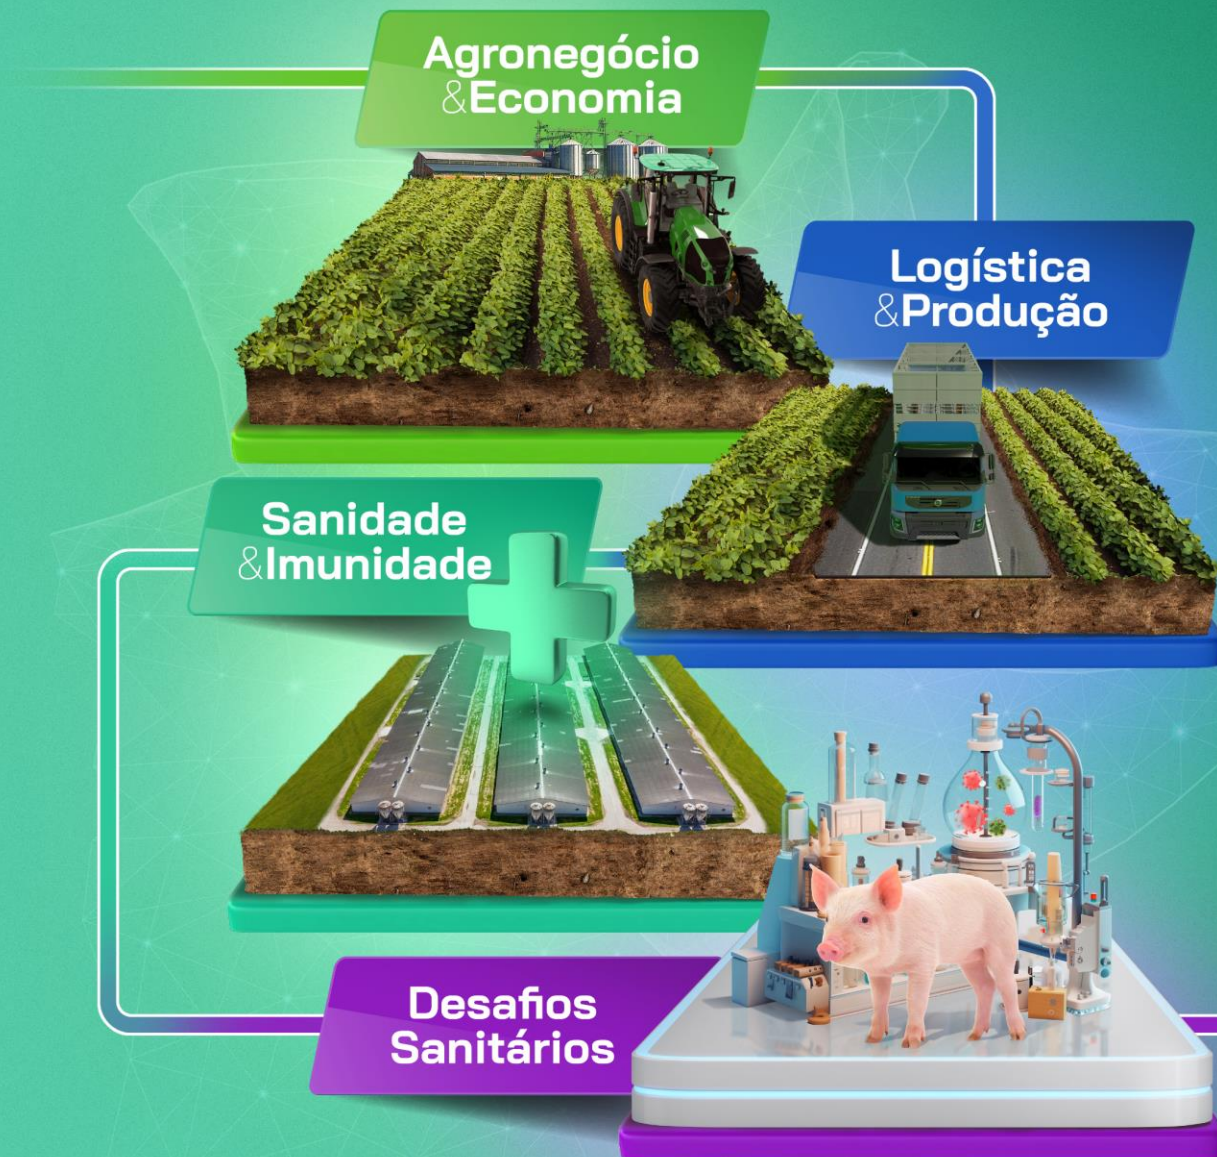 Agronegócio
&Economia
Logística
&Produção
Sanidade
&Imunidade
Desafios
Sanitários